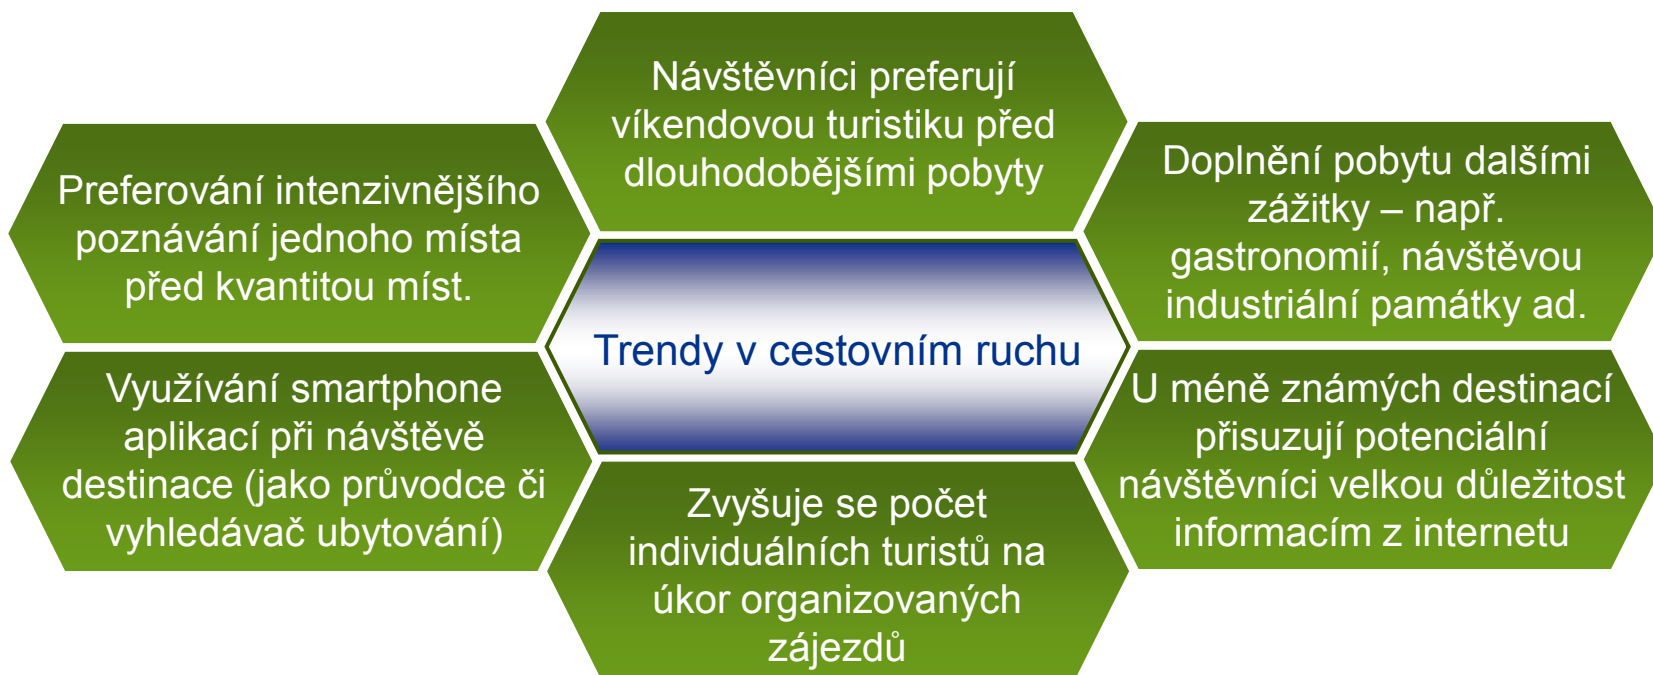 Návštěvníci preferují
víkendovou turistiku před
dlouhodobějšími pobyty
Preferování intenzivnějšího
poznávání jednoho místa
před kvantitou míst.
Doplnění pobytu dalšími
zážitky – např.
gastronomií, návštěvou
industriální památky ad.
Trendy v cestovním ruchu
Využívání smartphone
aplikací při návštěvě
destinace (jako průvodce či
vyhledávač ubytování)
U méně známých destinací
přisuzují potenciální
návštěvníci velkou důležitost
informacím z internetu
Zvyšuje se počet
individuálních turistů na
úkor organizovaných
zájezdů